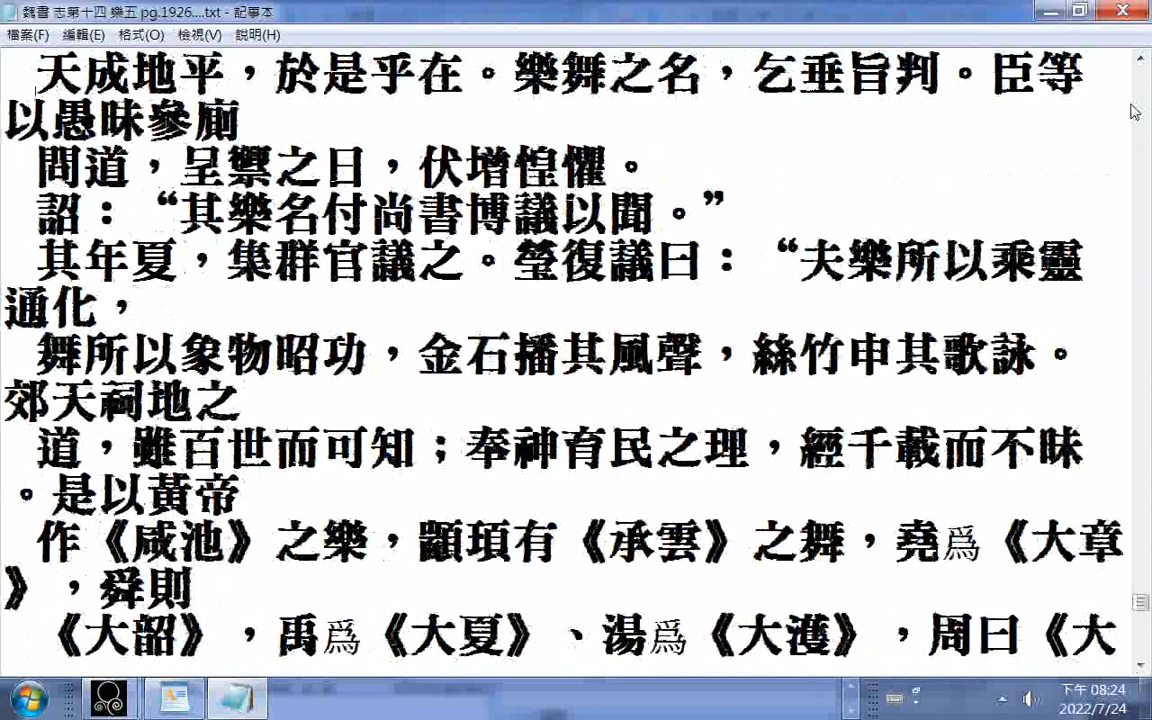 魏書 志第十四 樂五 pg.1926....txt - 記事本
檔案(F) 編輯(E) 格式(O) 檢視(V) 說明(H)
天成地平，於是乎在。樂舞之名，乞垂旨判。臣等
以愚昧參廁
問道，呈禦之日，伏增惶懼。
詔：“其樂名付尚書博議以聞。”
其年夏，集群官議之。瑩復議曰：“夫樂所以乘靈
通化，
舞所以象物昭功，金石播其風聲，絲竹申其歌詠。
郊天祠地之
道，雖百世而可知；奉神育民之理，經千載而不昧
。是以黃帝
作《咸池》之樂，顓頊有《承雲》之舞，堯爲《大章
》，舜則
《大韶》，禹爲《大夏》、湯爲《大濩》，周曰《大
下午 08:24
2022/7/24